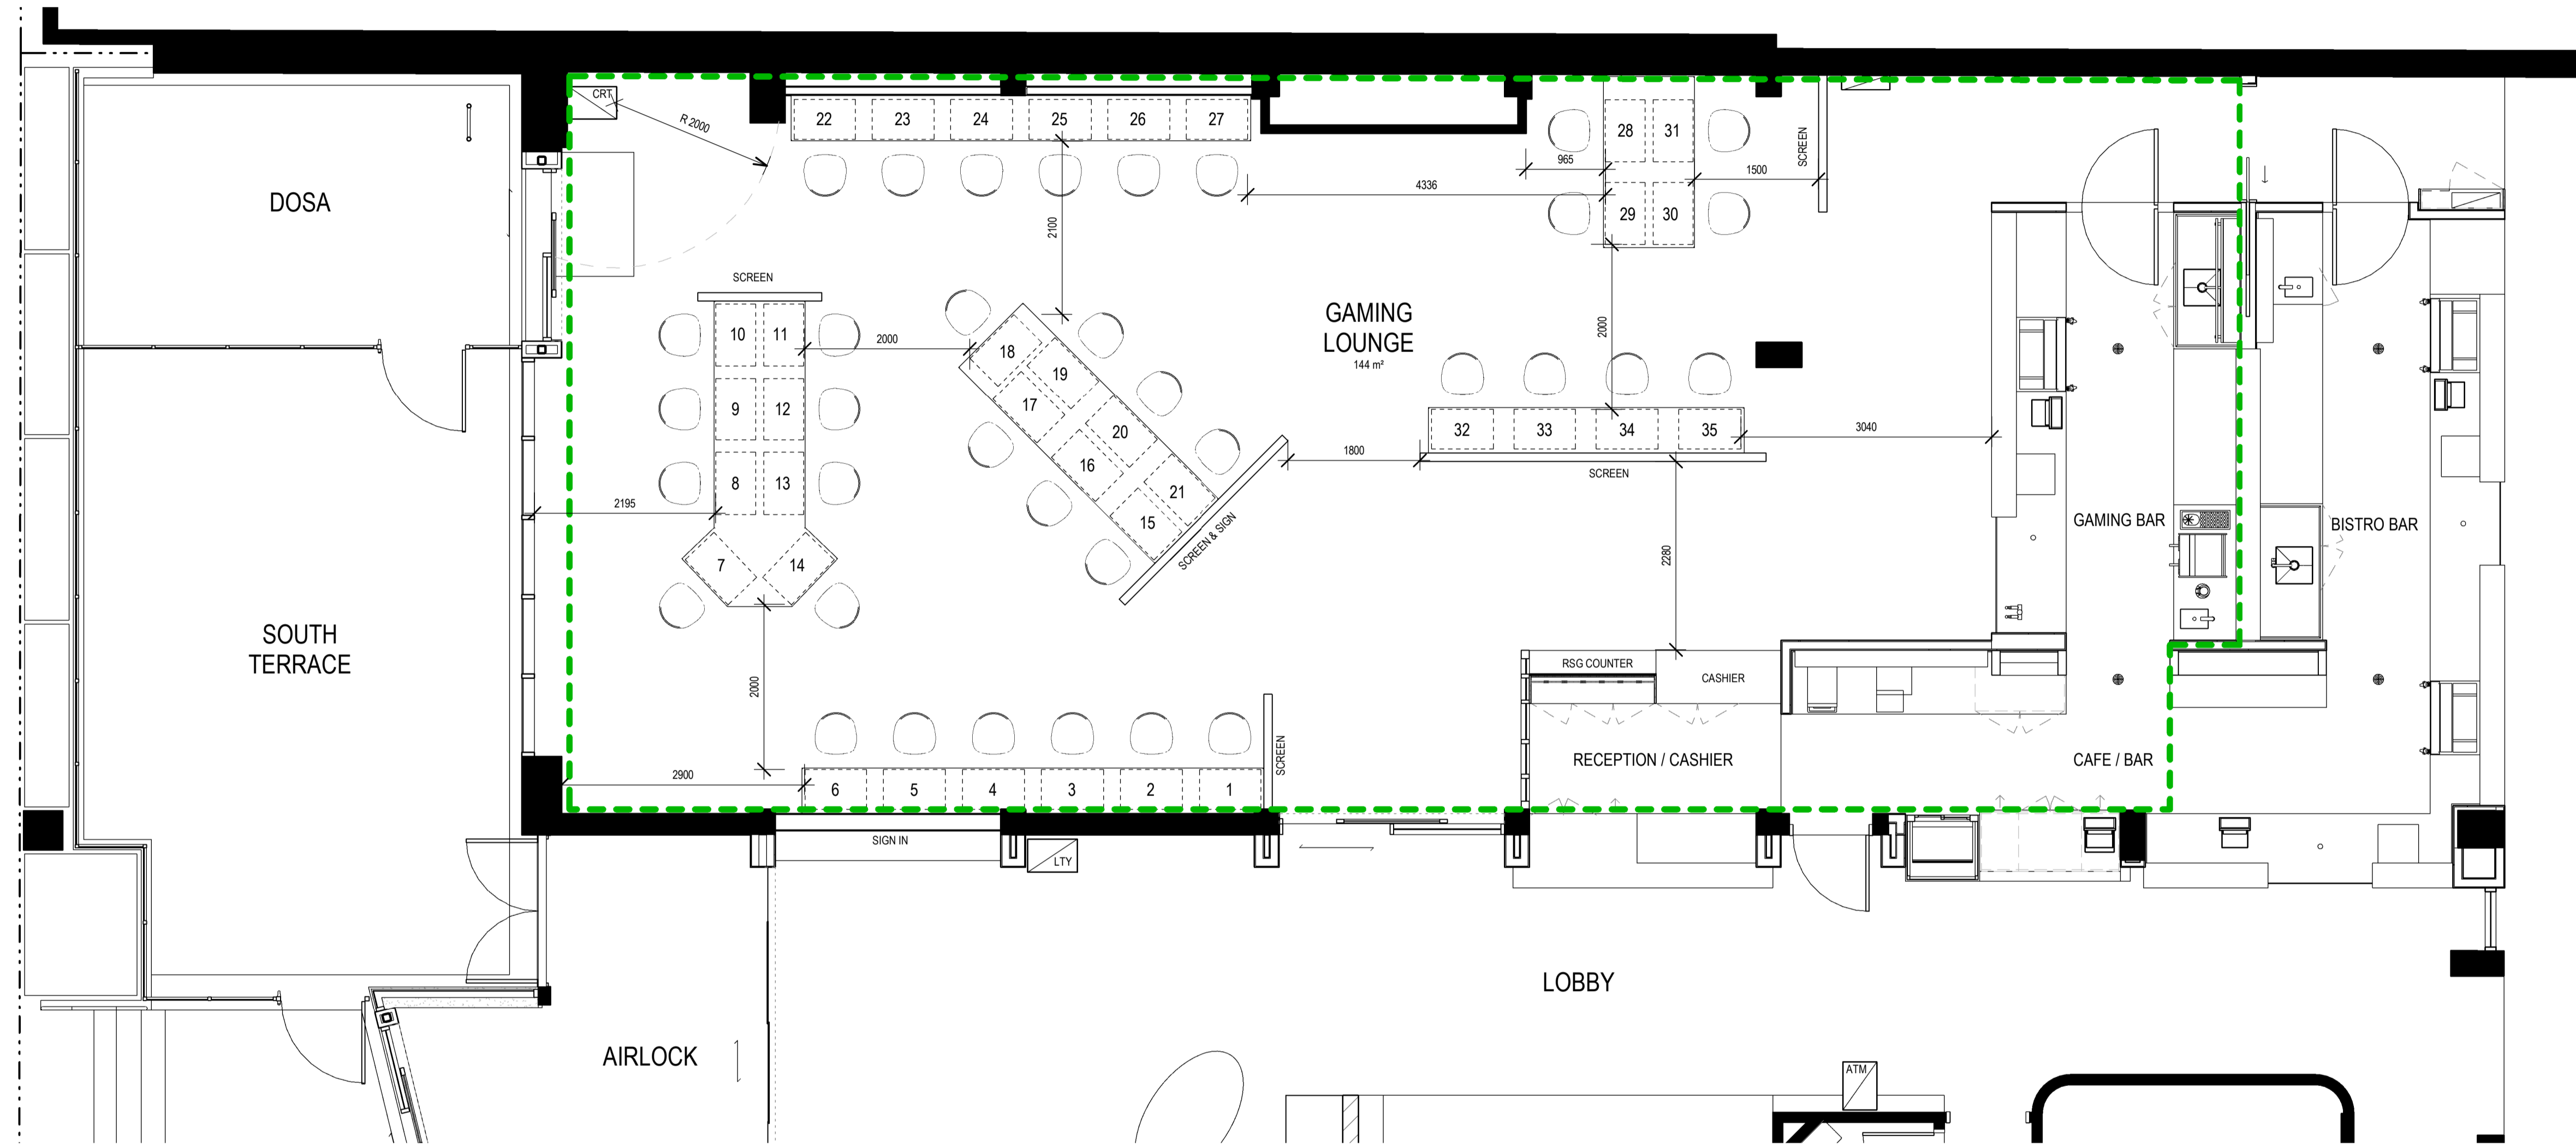 CRT
R 2000
22
23
24
25
26
27
28
31
29
30
965
1500
SCREEN
4336
2100
DOSA
SCREEN
10
11
9
12
8
13
7
14
2000
18
19
17
20
16
21
15
SCREEN & SIGN
GAMING
LOUNGE
144 m²
2000
32
33
34
35
SCREEN
1800
3040
2195
2280
GAMING BAR
BISTRO BAR
SOUTH
TERRACE
2000
2900
6
5
4
3
2
1
SCREEN
RSG COUNTER
CASHIER
RECEPTION / CASHIER
CAFE / BAR
SIGN IN
LTY
LOBBY
AIRLOCK
ATM